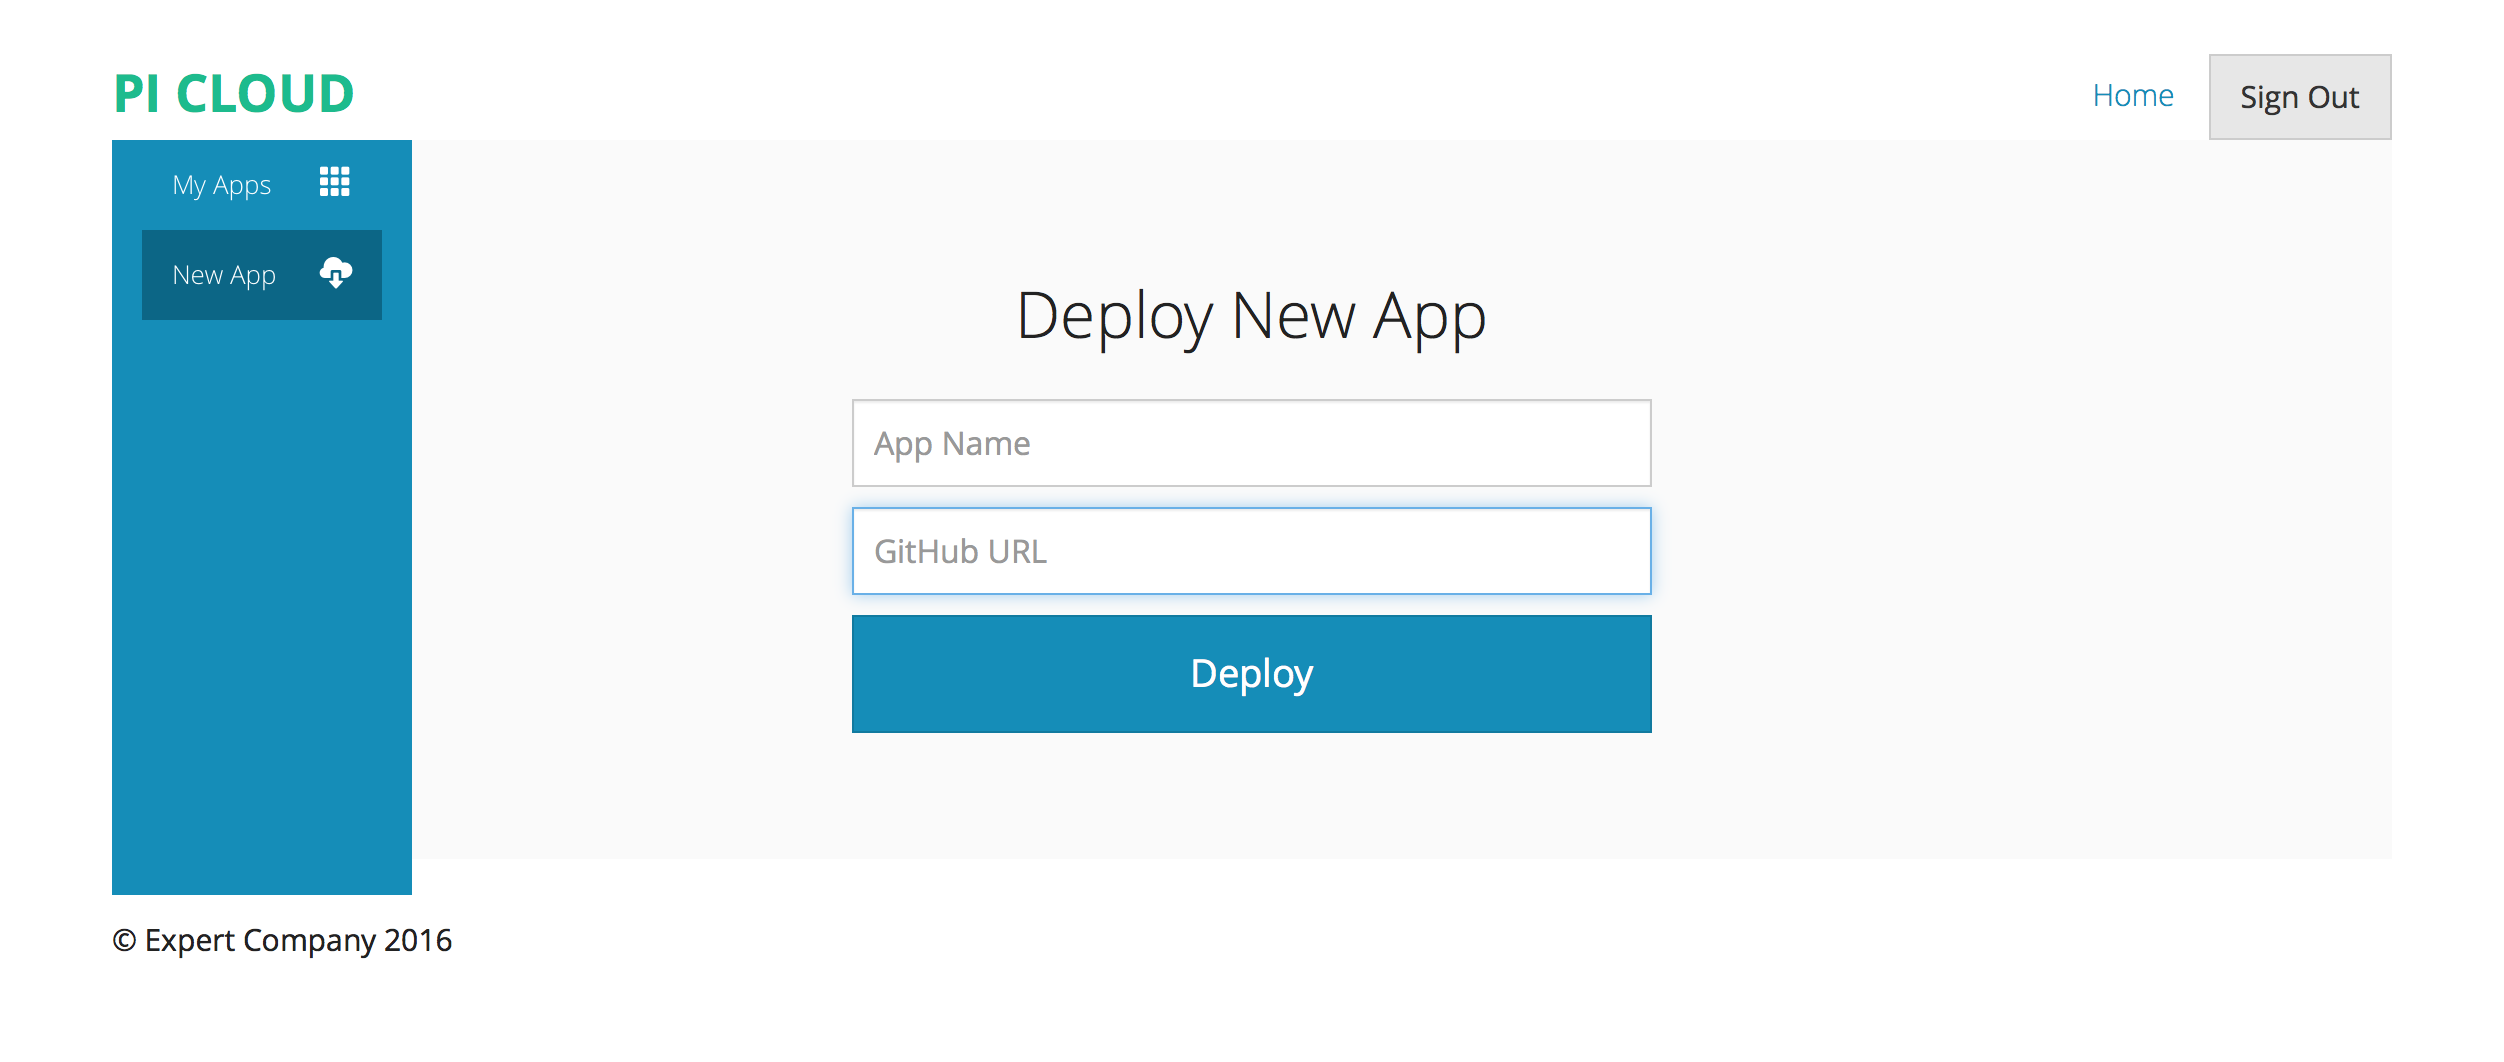 PI CLOUD
Home
Sign Out
My Apps
New App
Deploy New App
App Name
GitHub URL
Deploy
© Expert Company 2016